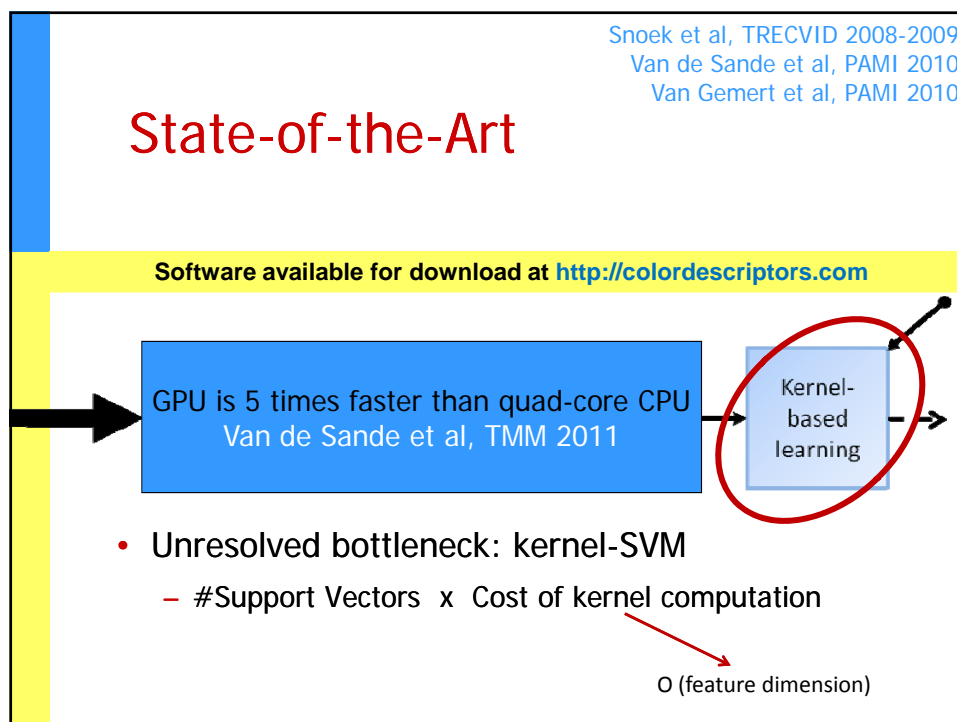 Snoek et al, TRECVID 2008-2009
Van de Sande et al, PAMI 2010
Van Gemert et al, PAMI 2010
State-of-the-Art
Software available for download at http://colordescriptors.com
GPU is 5 times faster than quad-core CPU
Van de Sande et al, TMM 2011
Kernel-
based
learning
• Unresolved bottleneck: kernel-SVM
– #Support Vectors x Cost of kernel computation
O (feature dimension)